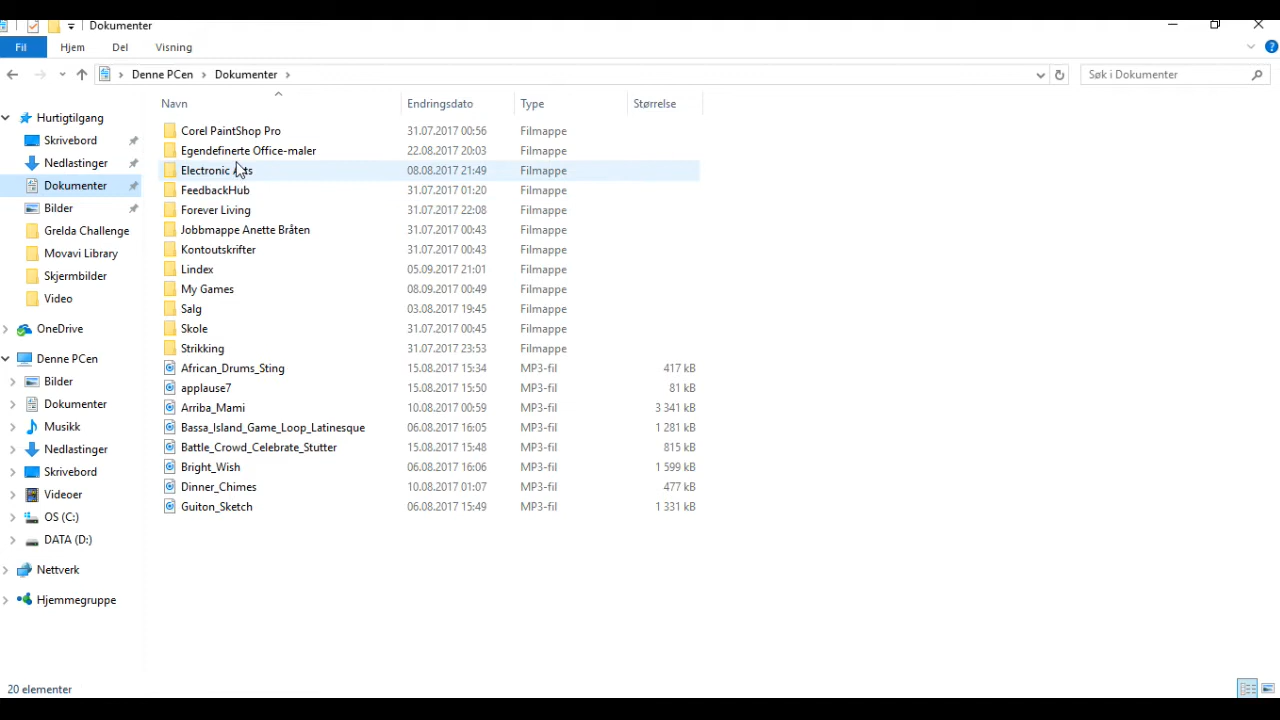 Dokumenter
Fil Hjem Del Visning
Denne PCen Dokumenter Søk i Dokumenter
Navn Endringsdato Type Størrelse
Hurtigtilgang
Skrivebord
Nedlastinger
Dokumenter
Bilder
Grelda Challenge
Movavi Library
Skjermbilder
Video
OneDrive
Denne PCen
Bilder
Dokumenter
Musikk
Nedlastinger
Skrivebord
Videoer
OS (C:)
DATA (D:)
Nettverk
Hjemmegruppe
Corel PaintShop Pro 31.07.2017 00:56 Filmappe
Egendefinerte Office-maler 22.08.2017 20:03 Filmappe
Electronic Arts 08.08.2017 21:49 Filmappe
FeedbackHub 31.07.2017 01:20 Filmappe
Forever Living 31.07.2017 22:08 Filmappe
Jobbmappe Anette Bråten 31.07.2017 00:43 Filmappe
Kontoutskrifter 31.07.2017 00:43 Filmappe
Lindex 05.09.2017 21:01 Filmappe
My Games 08.09.2017 00:49 Filmappe
Salg 03.08.2017 19:45 Filmappe
Skole 31.07.2017 00:45 Filmappe
Strikking 31.07.2017 23:53 Filmappe
African_Drums_Sting 15.08.2017 15:34 MP3-fil 417 kB
applause7 15.08.2017 15:50 MP3-fil 81 kB
Arriba_Mami 10.08.2017 00:59 MP3-fil 3 341 kB
Bassa_Island_Game_Loop_Latinesque 06.08.2017 16:05 MP3-fil 1 281 kB
Battle_Crowd_Celebrate_Stutter 15.08.2017 15:48 MP3-fil 815 kB
Bright_Wish 06.08.2017 16:06 MP3-fil 1 599 kB
Dinner_Chimes 10.08.2017 01:07 MP3-fil 477 kB
Guiton_Sketch 06.08.2017 15:49 MP3-fil 1 331 kB
20 elementer